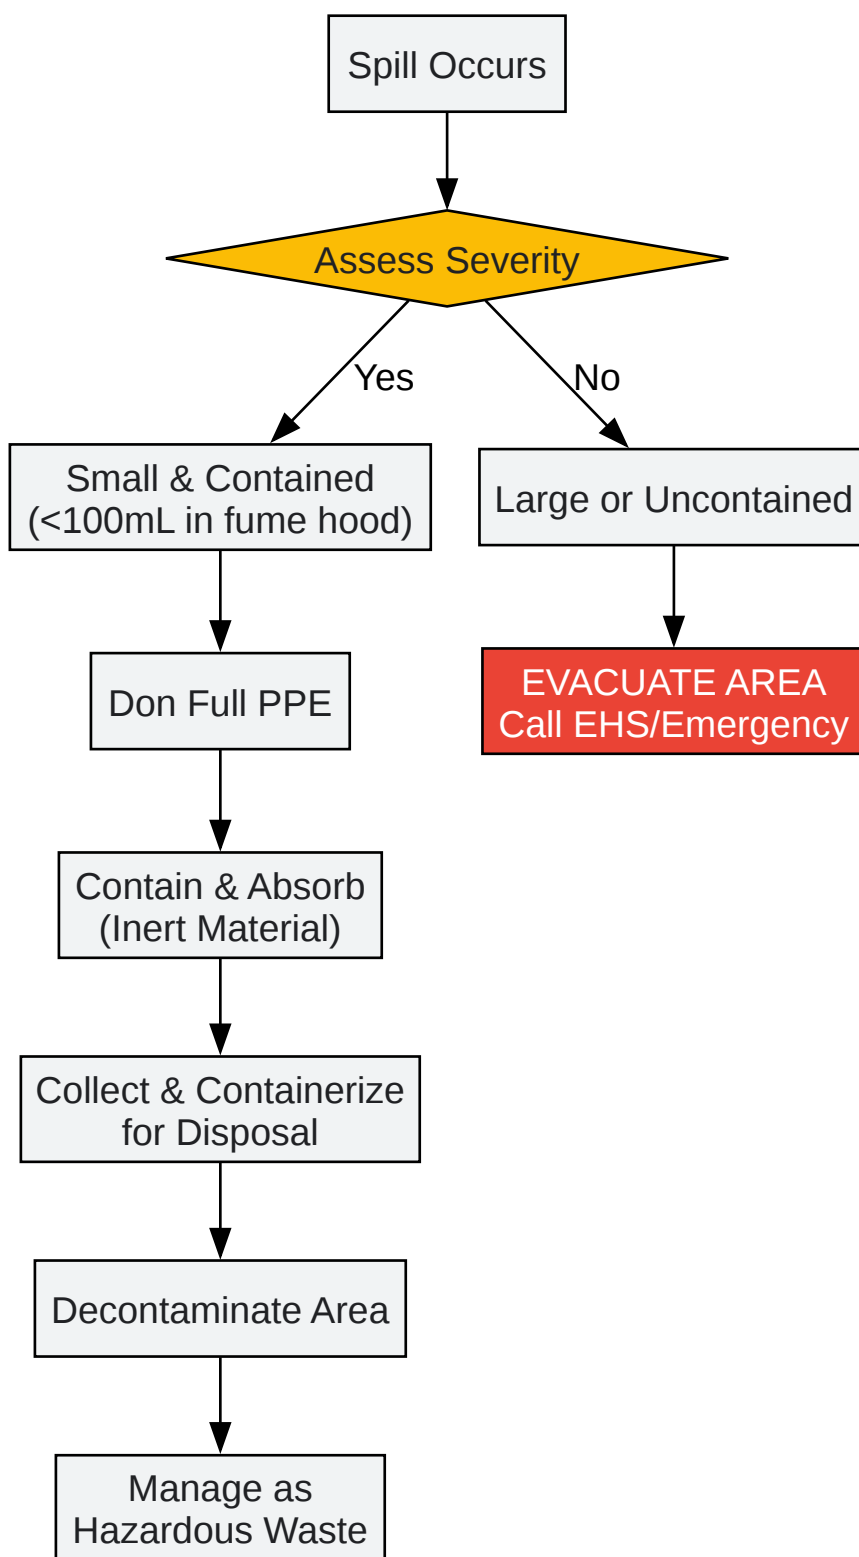 Spill Occurs
Assess Severity
Yes
No
Small & Contained
(<100mL in fume hood)
Large or Uncontained
Don Full PPE
EVACUATE AREA
Call EHS/Emergency
Contain & Absorb
(Inert Material)
Collect & Containerize
for Disposal
Decontaminate Area
Manage as
Hazardous Waste